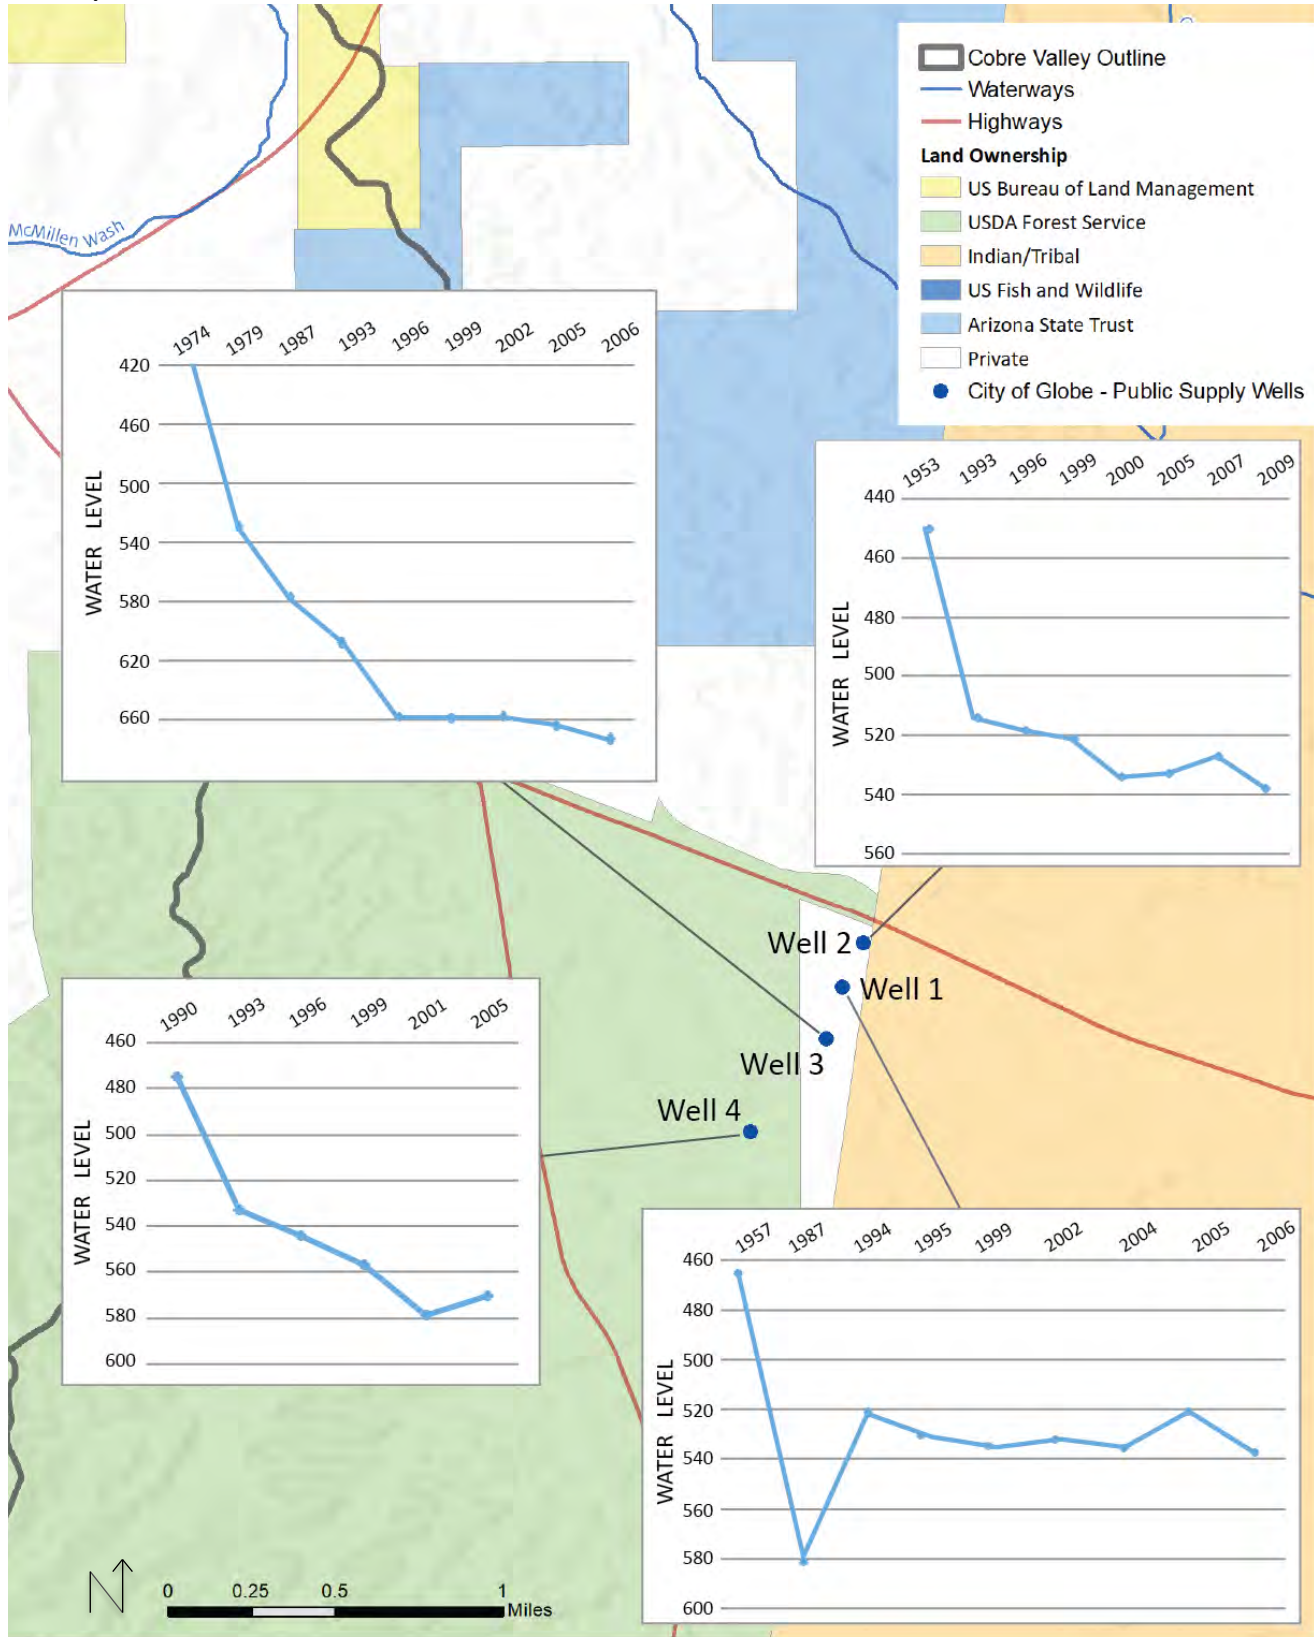 Cobre Valley Outline
Waterways
Highways
Land Ownership
US Bureau of Land Management
USDA Forest Service
Indian/Tribal
US Fish and Wildlife
Arizona State Trust
Private
City of Globe - Public Supply Wells
McMillen Wash
1974 1979 1987 1993 1996 1999 2002 2005 2006
WATER LEVEL
420
460
500
540
580
620
660
1953 1993 1996 1999 2000 2005 2007 2009
WATER LEVEL
440
460
480
500
520
540
560
Well 2
Well 1
Well 3
Well 4
1990 1993 1996 1999 2001 2005
WATER LEVEL
460
480
500
520
540
560
580
600
1957 1987 1994 1995 1999 2002 2004 2005 2006
WATER LEVEL
460
480
500
520
540
560
580
600
N
0 0.25 0.5 1
Miles